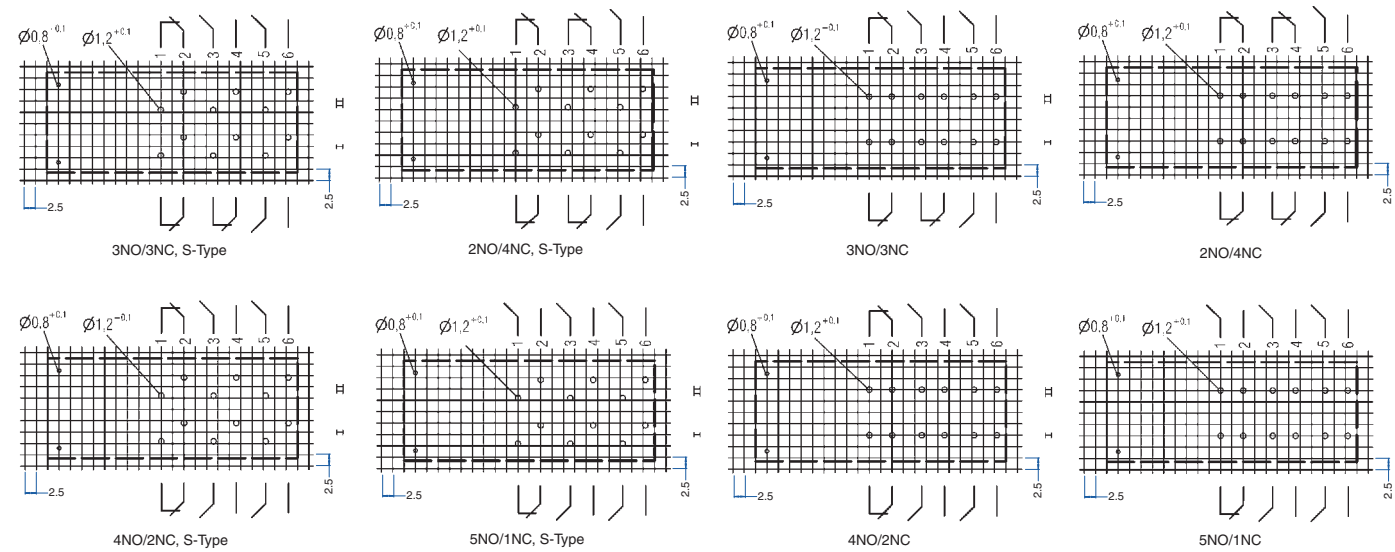 Ø0,8+0,1 Ø1,2+0,1 1 2 3 4 5 6
II
I
2.5
2.5
3NO/3NC, S-Type
Ø0,8+0,1 Ø1,2+0,1 1 2 3 4 5 6
II
I
2.5
2.5
2NO/4NC, S-Type
Ø0,8+0,1 Ø1,2−0,1 1 2 3 4 5 6
II
I
2.5
2.5
3NO/3NC
Ø0,8+0,1 Ø1,2+0,1 1 2 3 4 5 6
2.5
2.5
2NO/4NC
Ø0,8+0,1 Ø1,2−0,1 1 2 3 4 5 6
II
I
2.5
2.5
4NO/2NC, S-Type
Ø0,8+0,1 Ø1,2+0,1 1 2 3 4 5 6
II
I
2.5
2.5
5NO/1NC, S-Type
Ø0,8+0,1 Ø1,2+0,1 1 2 3 4 5 6
II
I
2.5
2.5
4NO/2NC
Ø0,8+0,1 Ø1,2+0,1 1 2 3 4 5 6
2.5
2.5
5NO/1NC